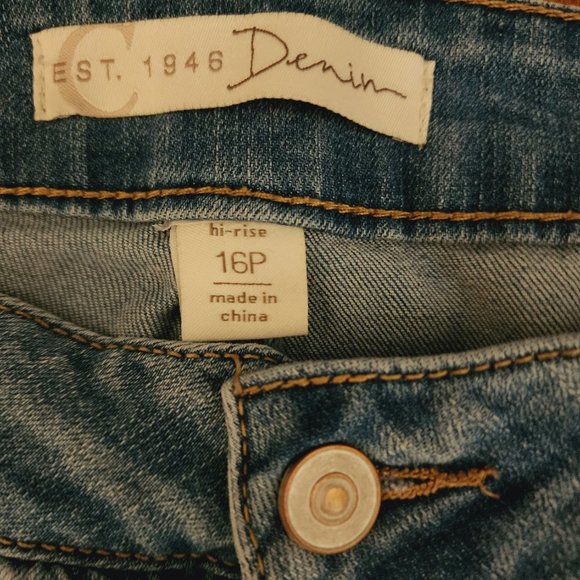 C
EST. 1946 Denim
hi-rise
16P
made in
china